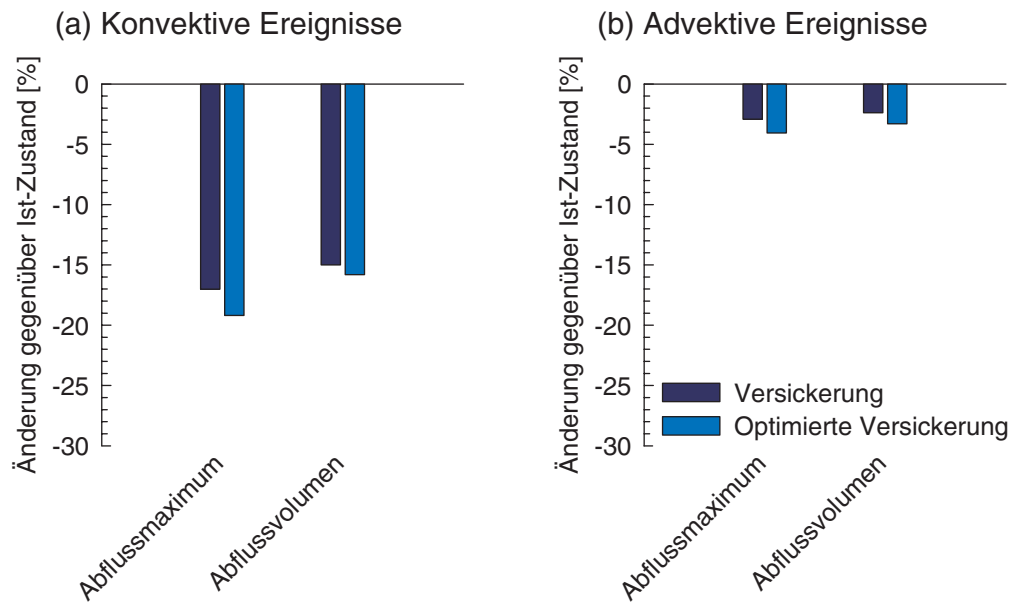 (a) Konvektive Ereignisse
Änderung gegenüber Ist-Zustand [%]
0
-5
-10
-15
-20
-25
-30
Abflussmaximum
Abflussvolumen
(b) Advektive Ereignisse
Änderung gegenüber Ist-Zustand [%]
0
-5
-10
-15
-20
-25
-30
Versickerung
Optimierte Versickerung
Abflussmaximum
Abflussvolumen